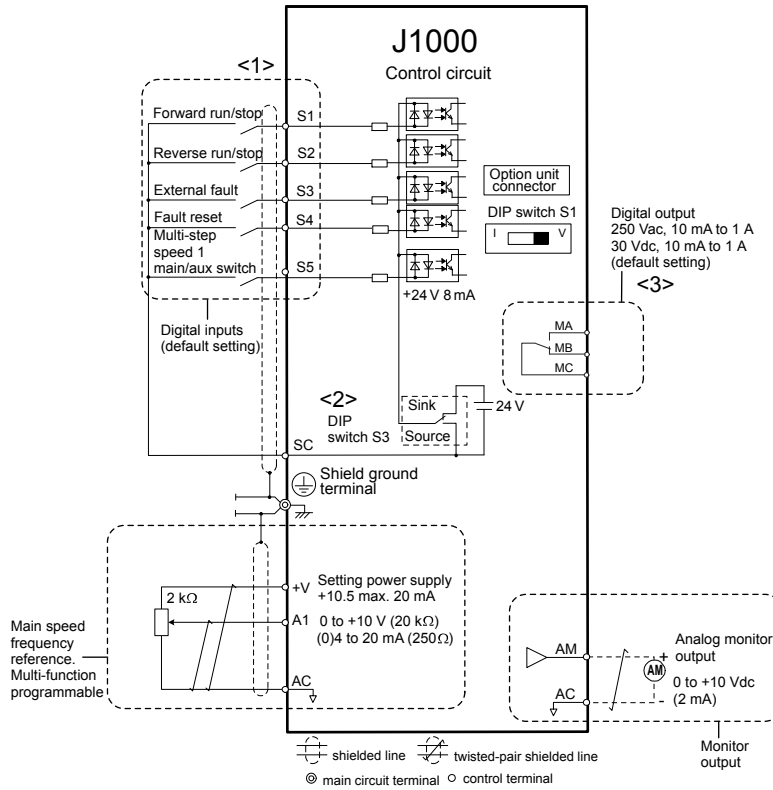 J1000
Control circuit
<1>
Forward run/stop
S1
Reverse run/stop
S2
External fault
S3
Fault reset
S4
Multi-step
speed 1
main/aux switch
S5
Digital inputs
(default setting)
+24 V 8 mA
Option unit
connector
DIP switch S1
I
V
Digital output
250 Vac, 10 mA to 1 A
30 Vdc, 10 mA to 1 A
(default setting)
<3>
MA
MB
MC
<2>
DIP
switch S3
Sink
Source
24 V
SC
Shield ground
terminal
Main speed
frequency
reference.
Multi-function
programmable
2 kΩ
+V
Setting power supply
+10.5 max. 20 mA
A1
0 to +10 V (20 kΩ)
(0)4 to 20 mA (250Ω)
AC
AM
AC
+
AM
-
Analog monitor
output
0 to +10 Vdc
(2 mA)
Monitor
output
shielded line
twisted-pair shielded line
main circuit terminal
control terminal